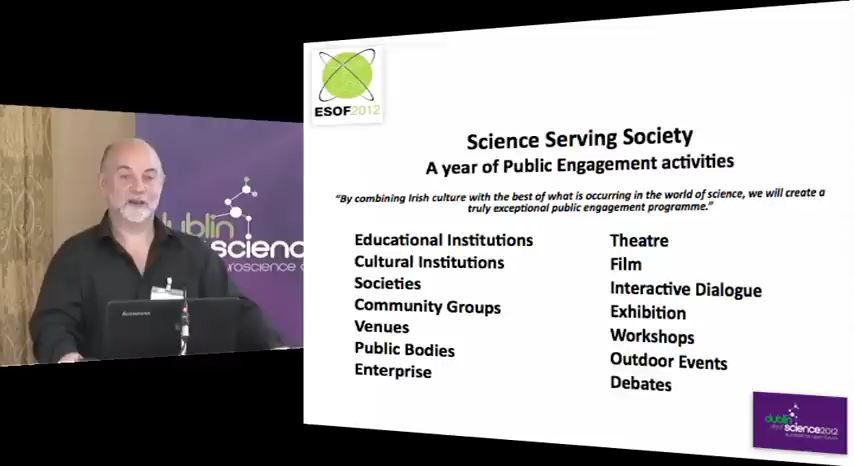 ESOF2012
Science Serving Society
A year of Public Engagement activities
"By combining Irish culture with the best of what is occurring in the world of science, we will create a
truly exceptional public engagement programme."
Educational Institutions
Cultural Institutions
Societies
Community Groups
Venues
Public Bodies
Enterprise
Theatre
Film
Interactive Dialogue
Exhibition
Workshops
Outdoor Events
Debates
dublin
science
lenovo
dublin
science2012